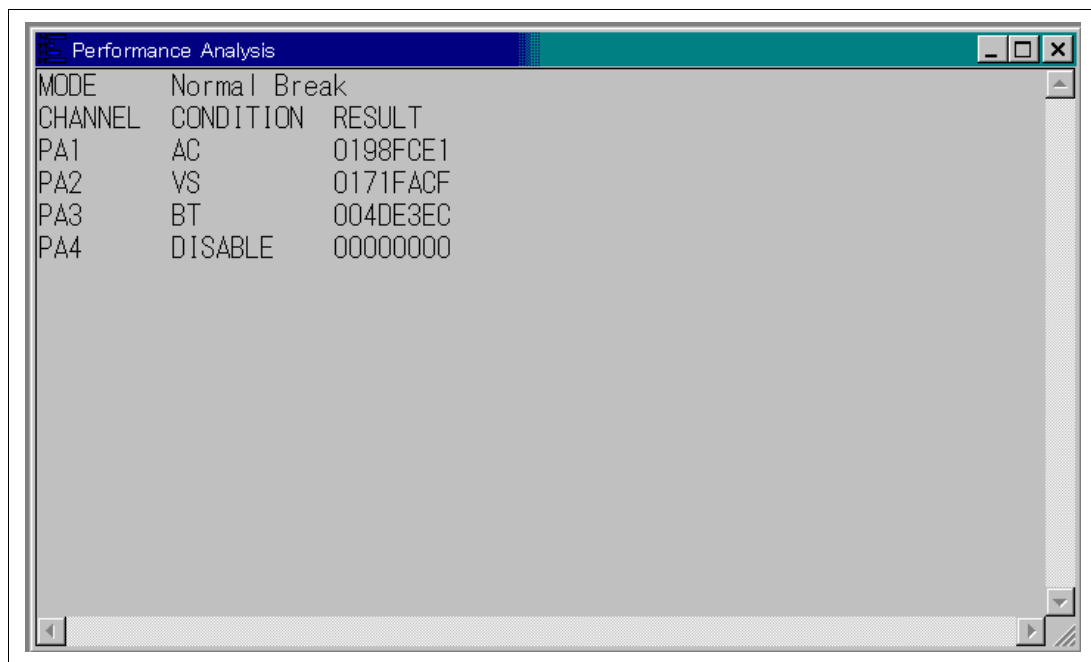 Performance Analysis
MODE Normal Break
CHANNEL CONDITION RESULT
PA1 AC 0198FCE1
PA2 VS 0171FACF
PA3 BT 004DE3EC
PA4 DISABLE 00000000